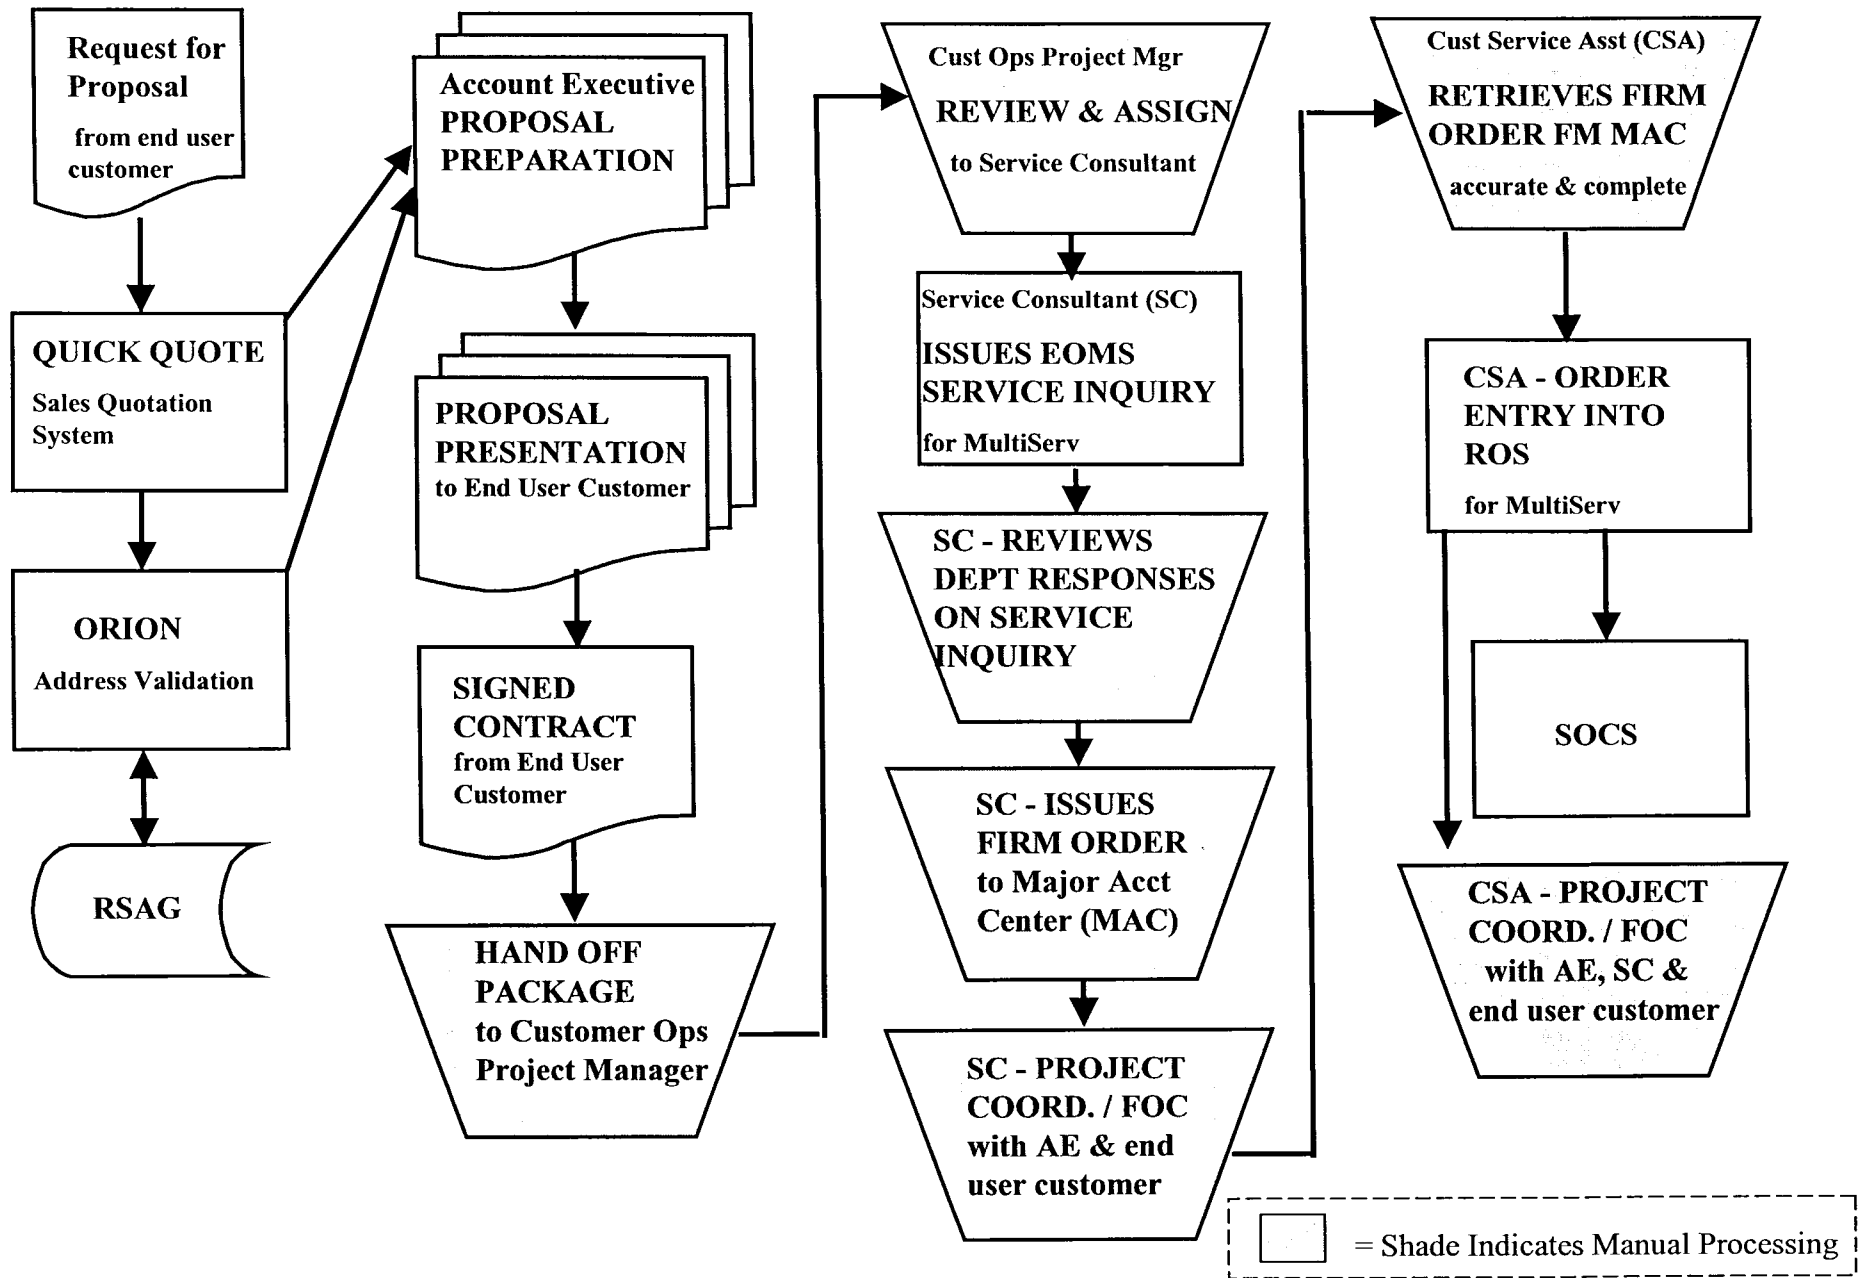 Request for
Proposal
from end user
customer
QUICK QUOTE
Sales Quotation
System
ORION
Address Validation
RSAG
Account Executive
PROPOSAL
PREPARATION
PROPOSAL
PRESENTATION
to End User Customer
SIGNED
CONTRACT
from End User
Customer
HAND OFF
PACKAGE
to Customer Ops
Project Manager
Cust Ops Project Mgr
REVIEW & ASSIGN
to Service Consultant
Service Consultant (SC)
ISSUES EOMS
SERVICE INQUIRY
for MultiServ
SC - REVIEWS
DEPT RESPONSES
ON SERVICE
INQUIRY
SC - ISSUES
FIRM ORDER
to Major Acct
Center (MAC)
SC - PROJECT
COORD. / FOC
with AE & end
user customer
Cust Service Asst (CSA)
RETRIEVES FIRM
ORDER FM MAC
accurate & complete
CSA - ORDER
ENTRY INTO
ROS
for MultiServ
SOCS
CSA - PROJECT
COORD. / FOC
with AE, SC &
end user customer
= Shade Indicates Manual Processing